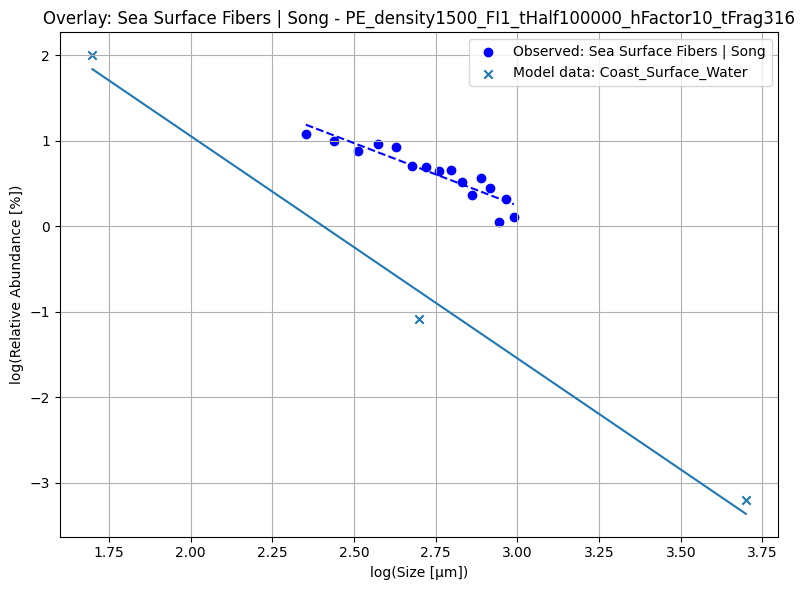 Overlay: Sea Surface Fibers | Song - PE_density1500_FI1_tHalf100000_hFactor10_tFrag316
Observed: Sea Surface Fibers | Song
Model data: Coast_Surface_Water
log(Relative Abundance [%])
2
1
0
−1
−2
−3
1.75 2.00 2.25 2.50 2.75 3.00 3.25 3.50 3.75
log(Size [μm])